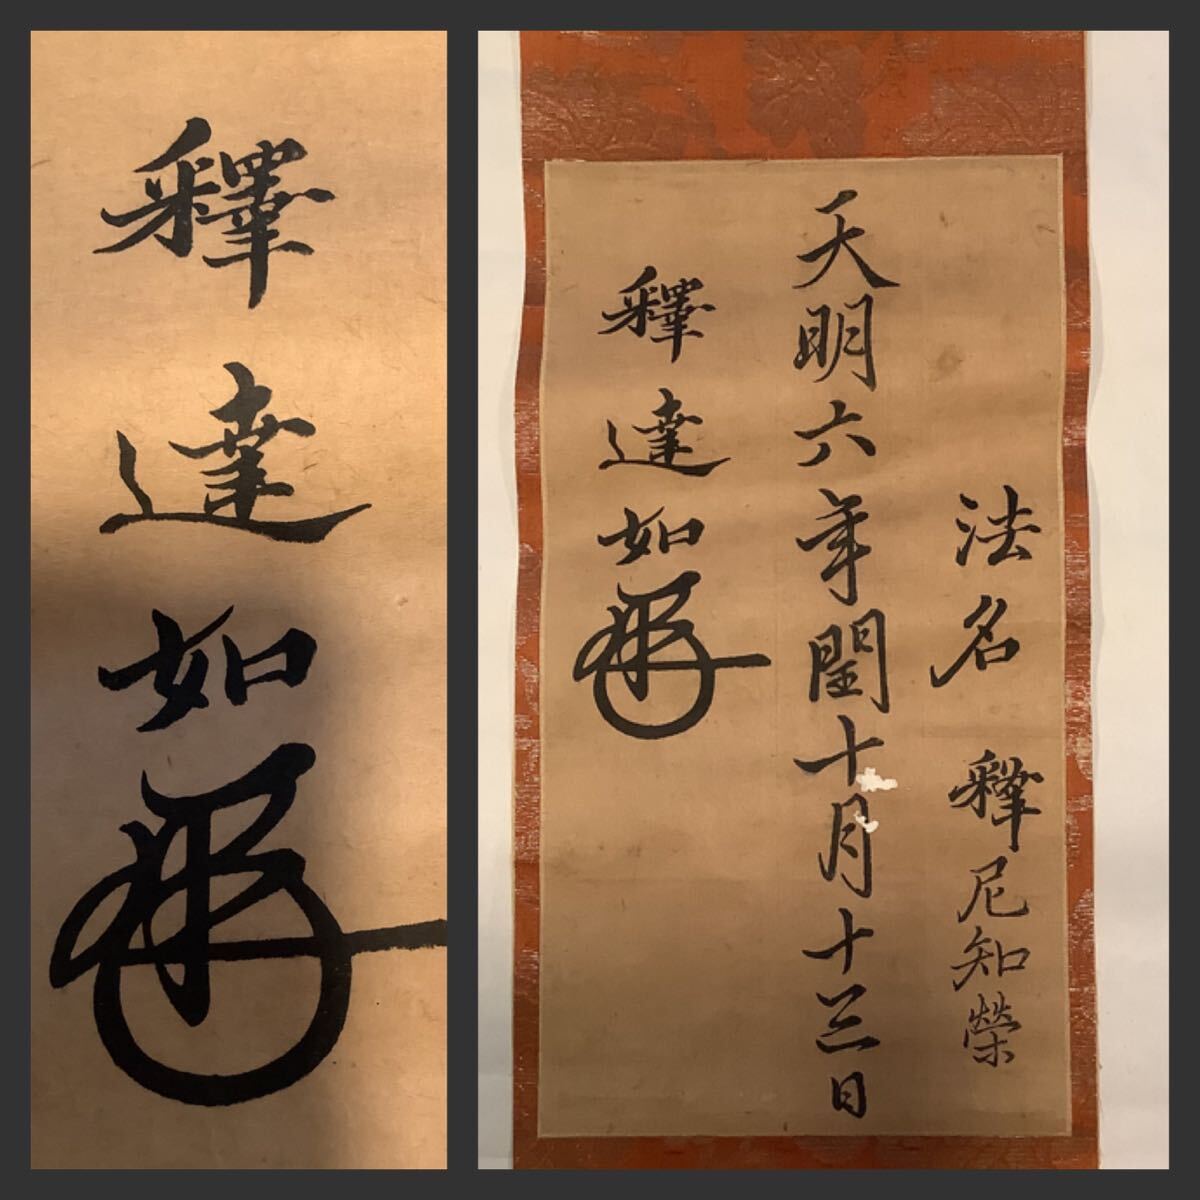 釋達如
法名 釋尼知榮
天明六年閏十月十三日
釋達如